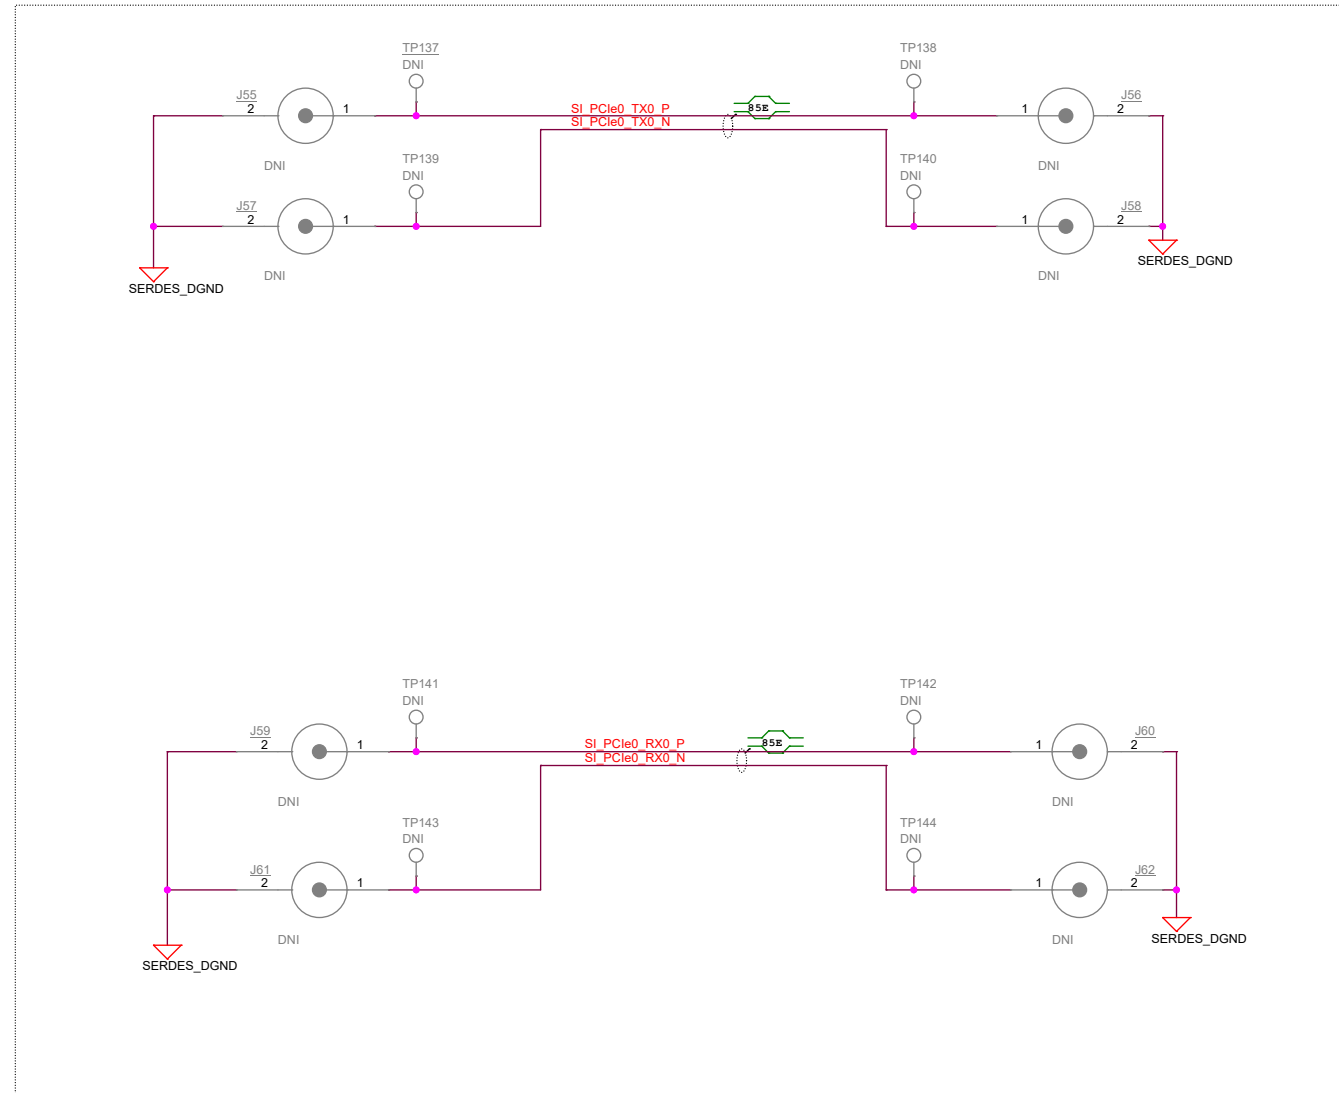 TP137
DNI
TP138
DNI
J55
2
1
SI_PCIe0_TX0_P
SI_PCIe0_TX0_N
85E
1
J56
2
DNI
DNI
TP139
DNI
TP140
DNI
J57
2
1
1
J58
2
DNI
DNI
SERDES_DGND
SERDES_DGND
TP141
DNI
TP142
DNI
J59
2
1
SI_PCIe0_RX0_P
SI_PCIe0_RX0_N
85E
1
J60
2
DNI
DNI
TP143
DNI
TP144
DNI
J61
2
1
1
J62
2
DNI
DNI
SERDES_DGND
SERDES_DGND